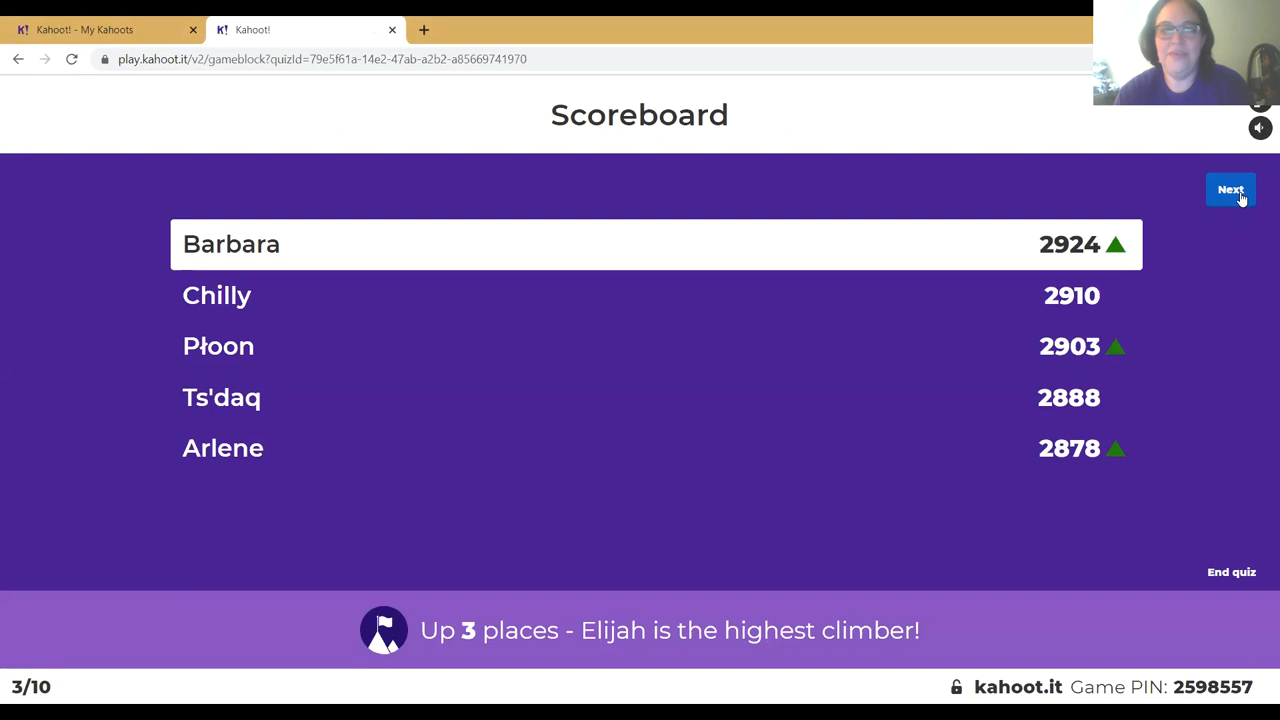 K! Kahoot! - My Kahoots
K! Kahoot!
play.kahoot.it/v2/gameblock?quizId=79e5f61a-14e2-47ab-a2b2-a85669741970
Scoreboard
Next
Barbara 2924
Chilly 2910
Płoon 2903
Ts'daq 2888
Arlene 2878
End quiz
Up 3 places - Elijah is the highest climber!
3/10
kahoot.it Game PIN: 2598557